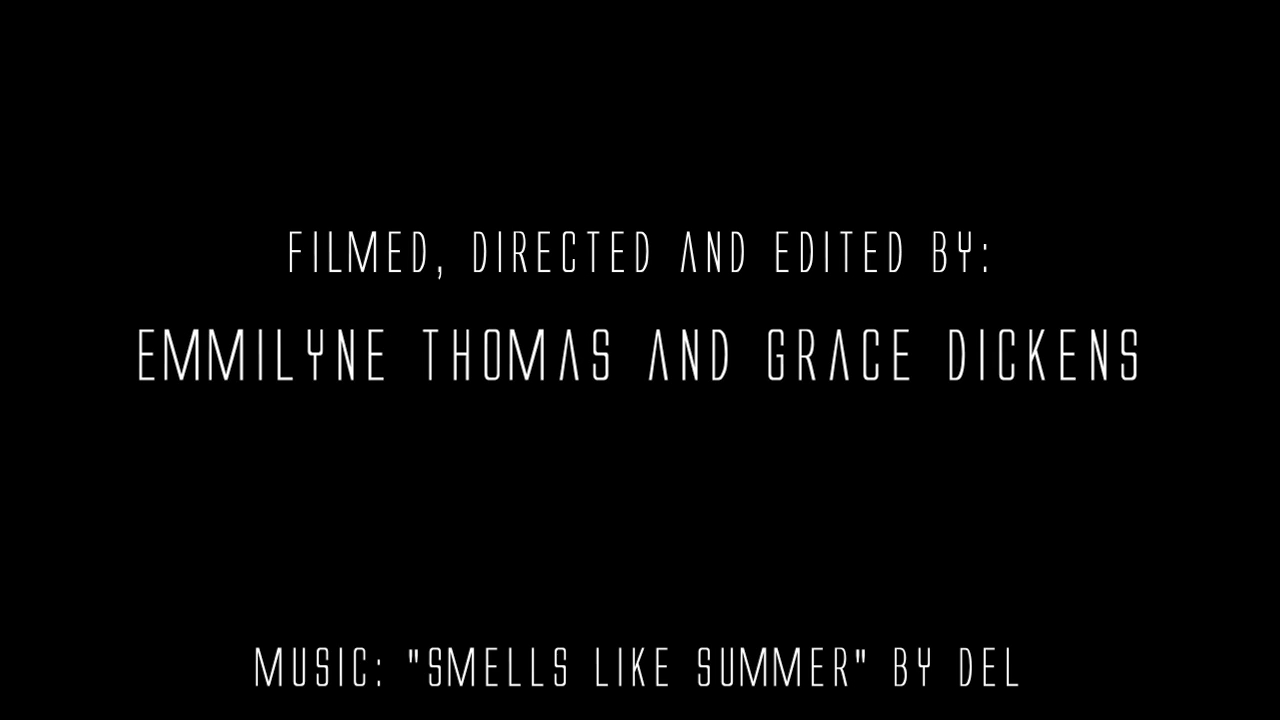 FILMED, DIRECTED AND EDITED BY:
EMMILYNE THOMAS AND GRACE DICKENS
MUSIC: "SMELLS LIKE SUMMER" BY DEL